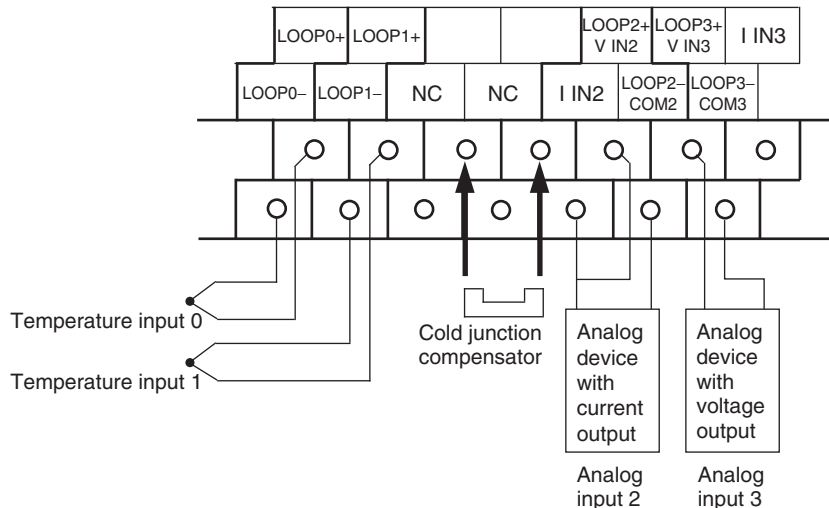 LOOP0+
LOOP1+
LOOP2+
V IN2
LOOP3+
V IN3
I IN3
LOOP0−
LOOP1−
NC
NC
I IN2
LOOP2−
COM2
LOOP3−
COM3
Temperature input 0
Temperature input 1
Cold junction
compensator
Analog
device
with
current
output
Analog
device
with
voltage
output
Analog
input 2
Analog
input 3